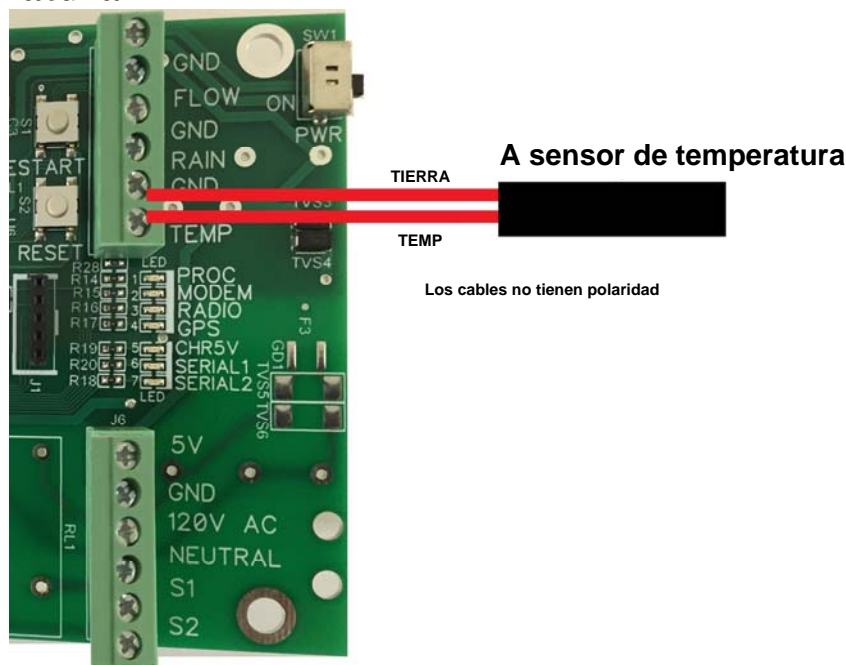 SW1
GND
FLOW
ON
GND
PWR
RAIN
S1
ESTART
GND
A sensor de temperatura
TIERRA
S2
TEMP
TVS4
RESET
TEMP
LED
R28
R14 1 PROC
R15 2 MODEM
R16 3 RADIO
R17 4 GPS
Los cables no tienen polaridad
F3
GD1
R19 5 CHR5V
R20 6 SERIAL1
R18 7 SERIAL2
LED
TVS5 TVS6
J1
J6
5V
GND
120V AC
NEUTRAL
RL1
S1
S2